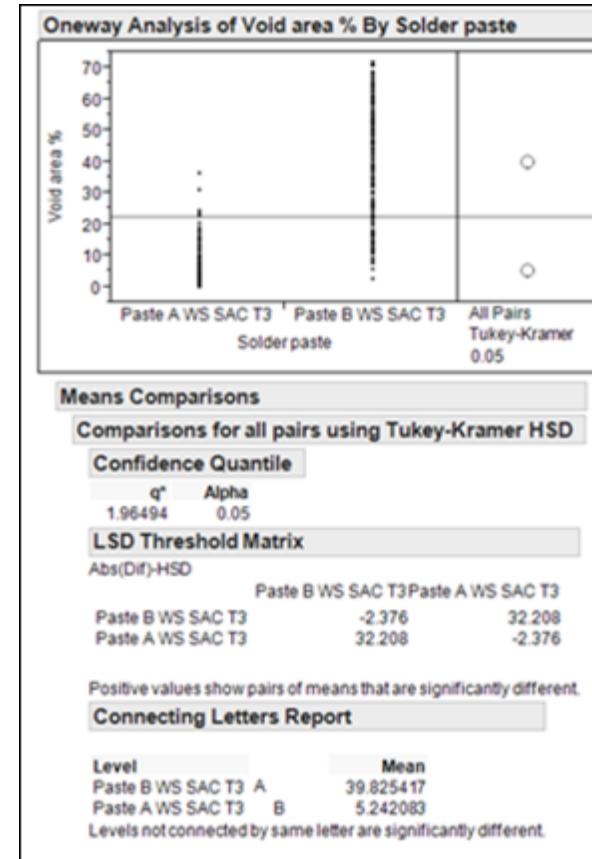 Oneway Analysis of Void area % By Solder paste
70
60
50
40
30
20
10
0
Void area %
Paste A WS SAC T3 Paste B WS SAC T3
Solder paste
All Pairs
Tukey-Kramer
0.05
Means Comparisons
Comparisons for all pairs using Tukey-Kramer HSD
Confidence Quantile
q* Alpha
1.96494 0.05
LSD Threshold Matrix
Abs(Dif)-HSD
Paste B WS SAC T3 Paste A WS SAC T3
Paste B WS SAC T3 -2.376 32.208
Paste A WS SAC T3 32.208 -2.376
Positive values show pairs of means that are significantly different.
Connecting Letters Report
Level Mean
Paste B WS SAC T3 A 39.825417
Paste A WS SAC T3 B 5.242083
Levels not connected by same letter are significantly different.